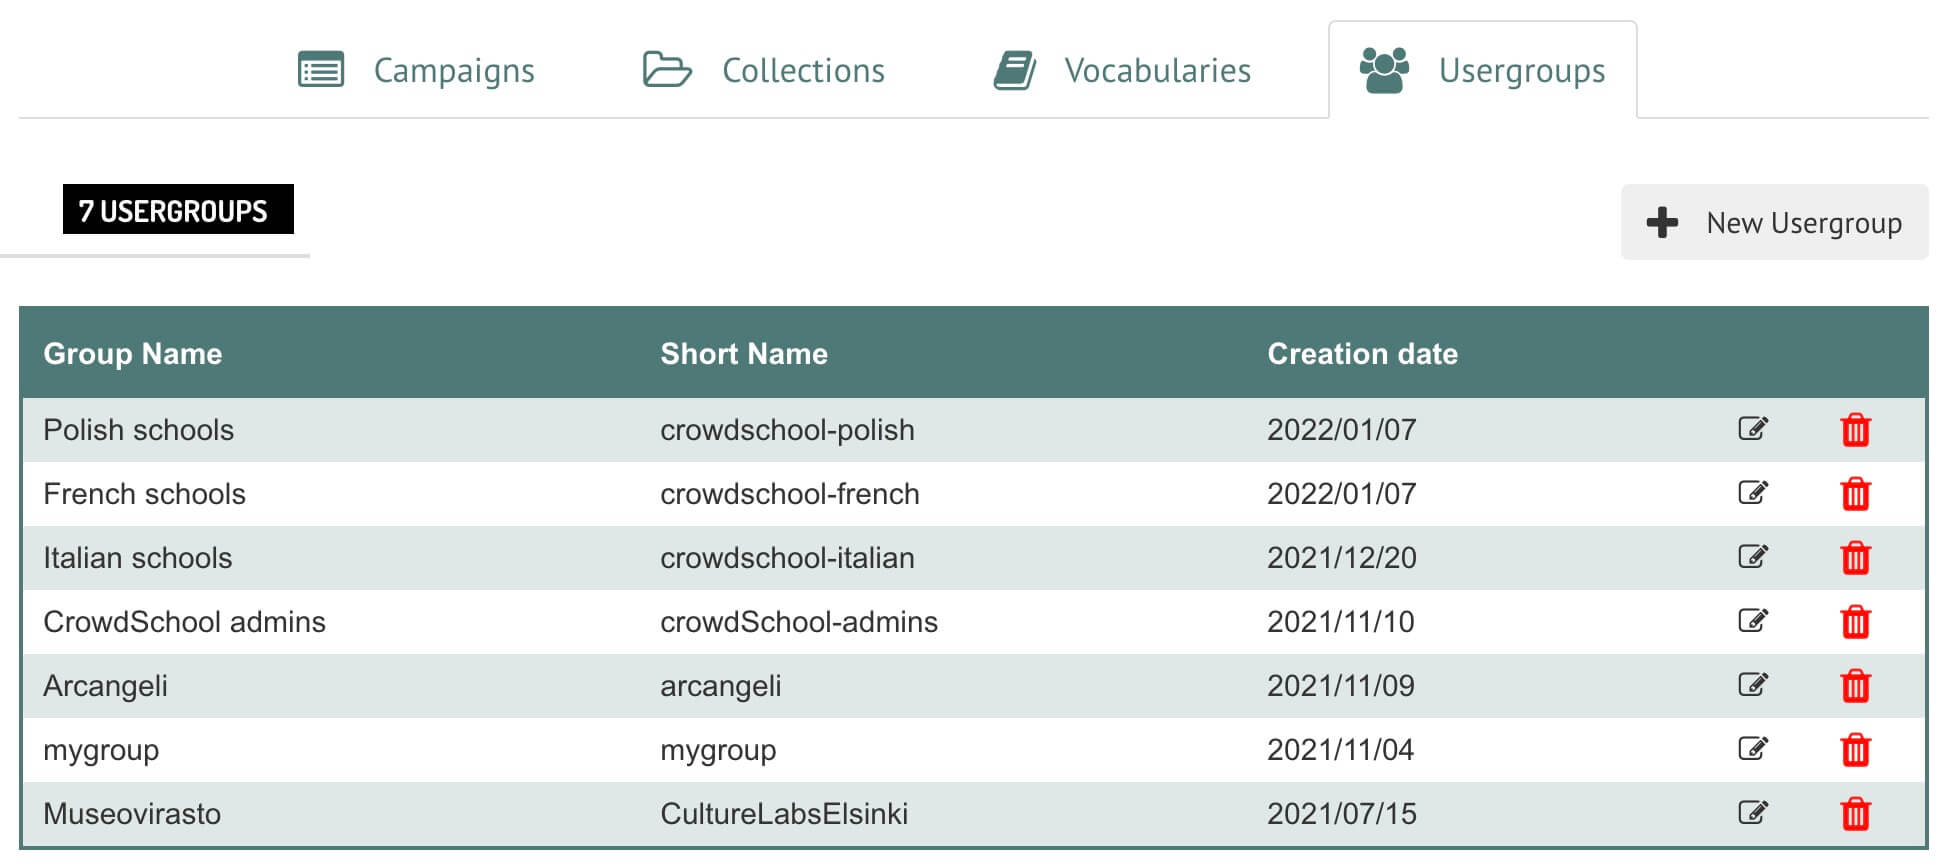 Campaigns Collections Vocabularies Usergroups
7 USERGROUPS
New Usergroup
Group Name Short Name Creation date
Polish schools crowdschool-polish 2022/01/07
French schools crowdschool-french 2022/01/07
Italian schools crowdschool-italian 2021/12/20
CrowdSchool admins crowdSchool-admins 2021/11/10
Arcangeli arcangeli 2021/11/09
mygroup mygroup 2021/11/04
Museovirasto CultureLabsElsinki 2021/07/15